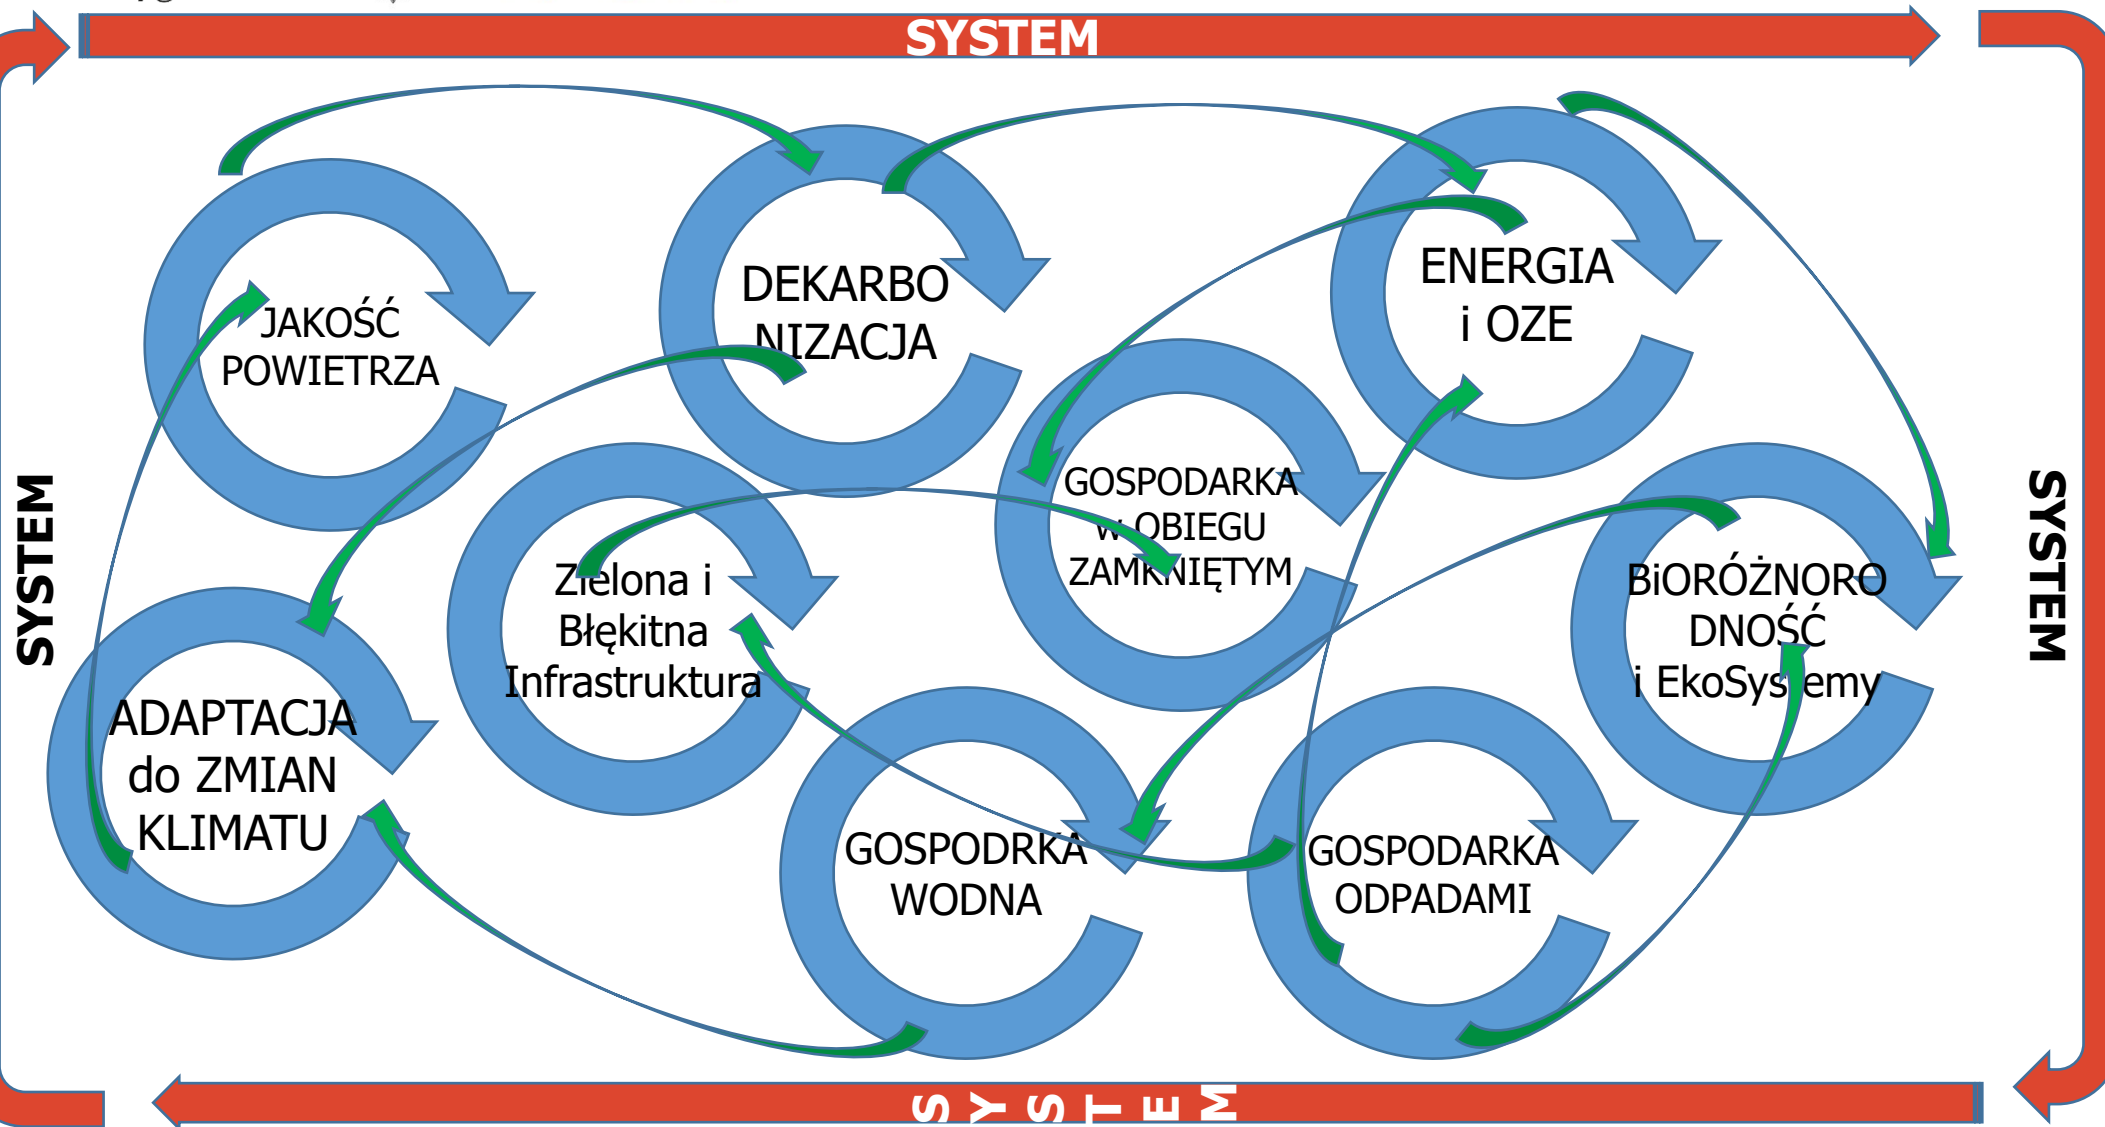 SYSTEM
DEKARBO
NIZACJA
ENERGIA
i OZE
JAKOŚĆ
POWIETRZA
SYSTEM
SYSTEM
GOSPODARKA
w OBIEGU
ZAMKNIĘTYM
Zielona i
Błękitna
Infrastruktura
BiORÓŻNORO
DNOŚĆ
i EkoSystemy
ADAPTACJA
do ZMIAN
KLIMATU
GOSPODRKA
WODNA
GOSPODARKA
ODPADAMI
SYSTEM